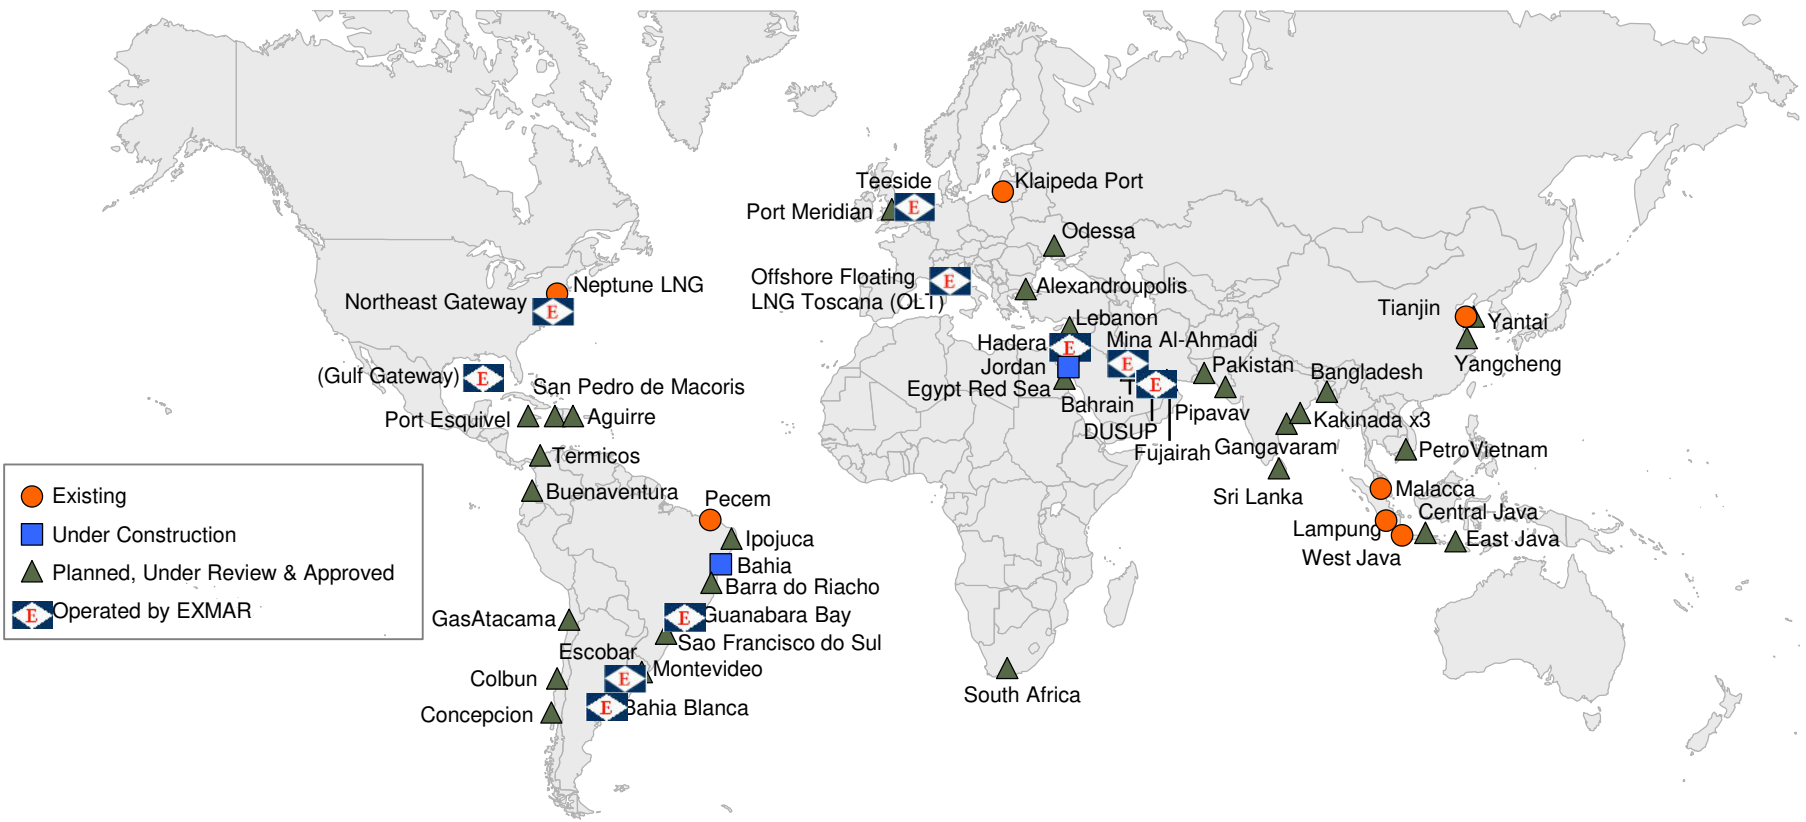 Teeside
Klaipeda Port
Port Meridian
E
Odessa
Offshore Floating
LNG Toscana (OLT)
E
Neptune LNG
Northeast Gateway
E
Alexandroupolis
Lebanon
Tianjin
Yantai
Hadera
E
Mina Al-Ahmadi
E
Yangcheng
Jordan
Pakistan
Bangladesh
(Gulf Gateway)
E
San Pedro de Macoris
Egypt Red Sea
T
E
Bahrain
Pipavav
Port Esquivel
Aguirre
Kakinada x3
DUSUP
Fujairah
Gangavaram
PetroVietnam
Termicos
Buenaventura
Pecem
Sri Lanka
Malacca
Central Java
Lampung
East Java
West Java
Existing
Under Construction
Planned, Under Review & Approved
E
Operated by EXMAR
Ipojuca
Bahia
Barra do Riacho
GasAtacama
E
Guanabara Bay
Sao Francisco do Sul
Escobar
E
Montevideo
Colbun
South Africa
Concepcion
E
Bahia Blanca